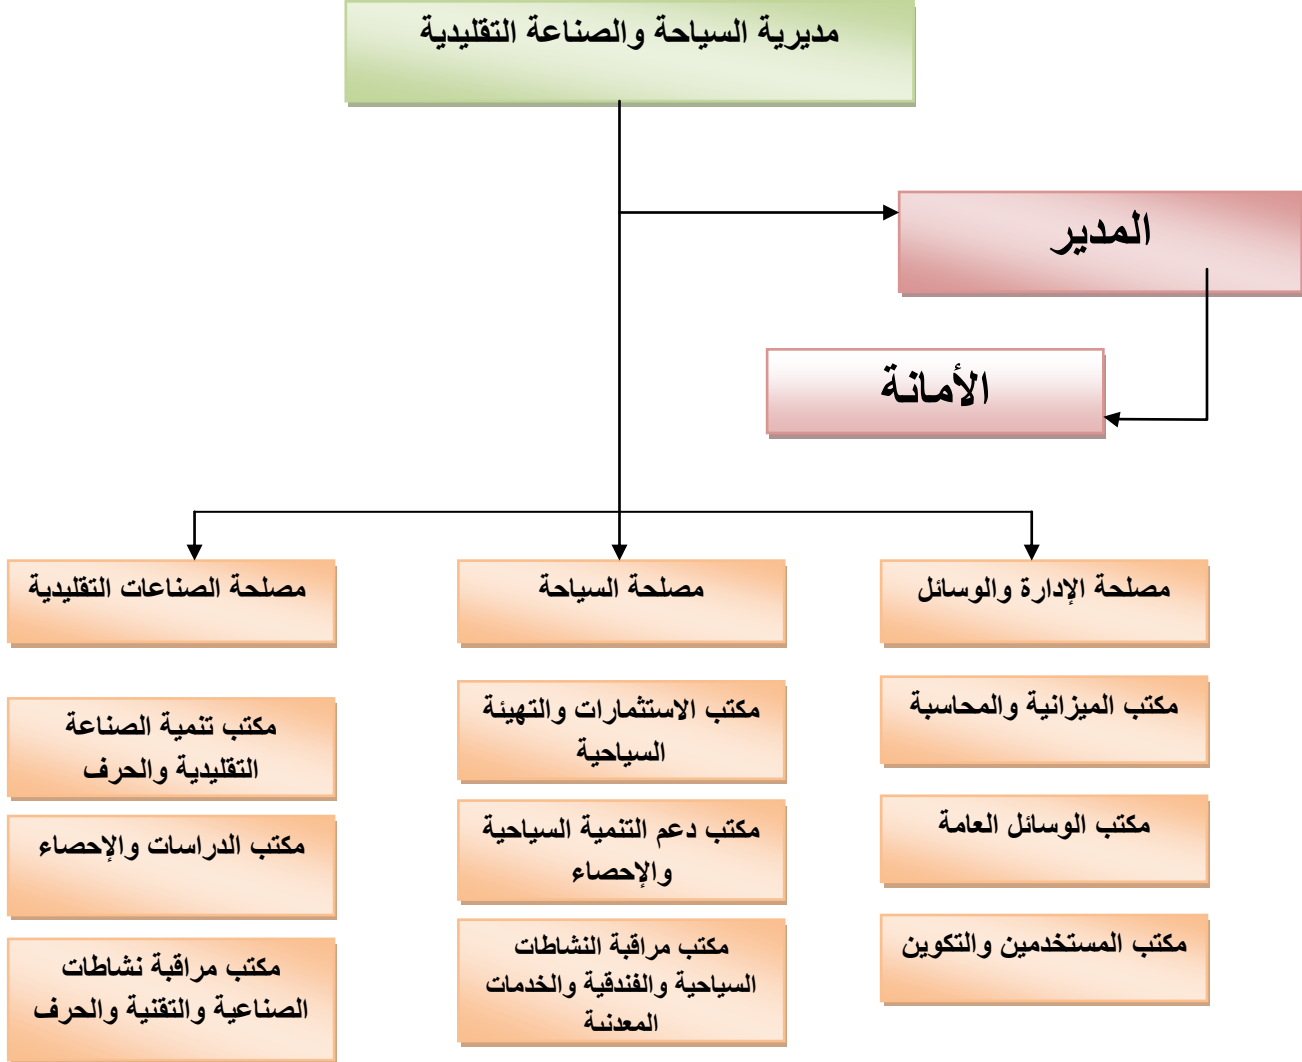 مديرية السياحة والصناعة التقليدية
المدير
الأمانة
مصلحة الإدارة والوسائل
مكتب الميزانية والمحاسبة
مكتب الوسائل العامة
مكتب المستخدمين والتكوين
مصلحة السياحة
مكتب الاستثمارات والتهيئة
السياحية
مكتب دعم التنمية السياحية
والإحصاء
مكتب مراقبة النشاطات
السياحية والفندقية والخدمات
المعدنية
مصلحة الصناعات التقليدية
مكتب تنمية الصناعة
التقليدية والحرف
مكتب الدراسات والإحصاء
مكتب مراقبة نشاطات
الصناعية والتقنية والحرف